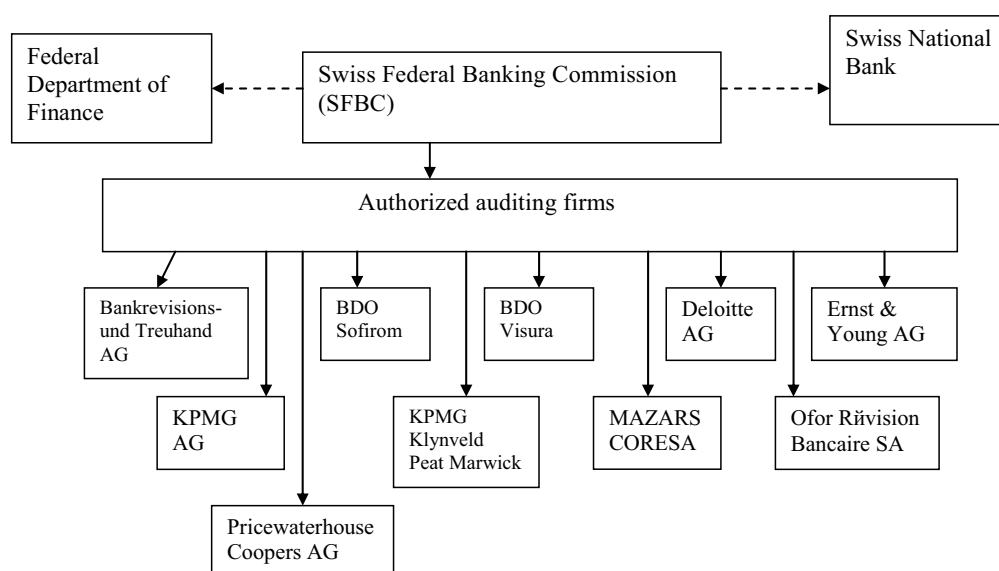 Federal
Department of
Finance
Swiss Federal Banking Commission
(SFBC)
Swiss National
Bank
Authorized auditing firms
Bankrevisions-
und Treuhand
AG
BDO
Sofirom
BDO
Visura
Deloitte
AG
Ernst &
Young AG
KPMG
AG
KPMG
Klynveld
Peat Marwick
MAZARS
CORESA
Ofor Rйvision
Bancaire SA
Pricewaterhouse
Coopers AG